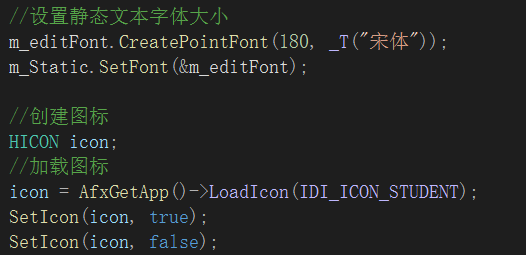 //设置静态文本字体大小
m_editFont.CreatePointFont(180, _T("宋体"));
m_Static.SetFont(&m_editFont);
//创建图标
HICON icon;
//加载图标
icon = AfxGetApp()->LoadIcon(IDI_ICON_STUDENT);
SetIcon(icon, true);
SetIcon(icon, false);